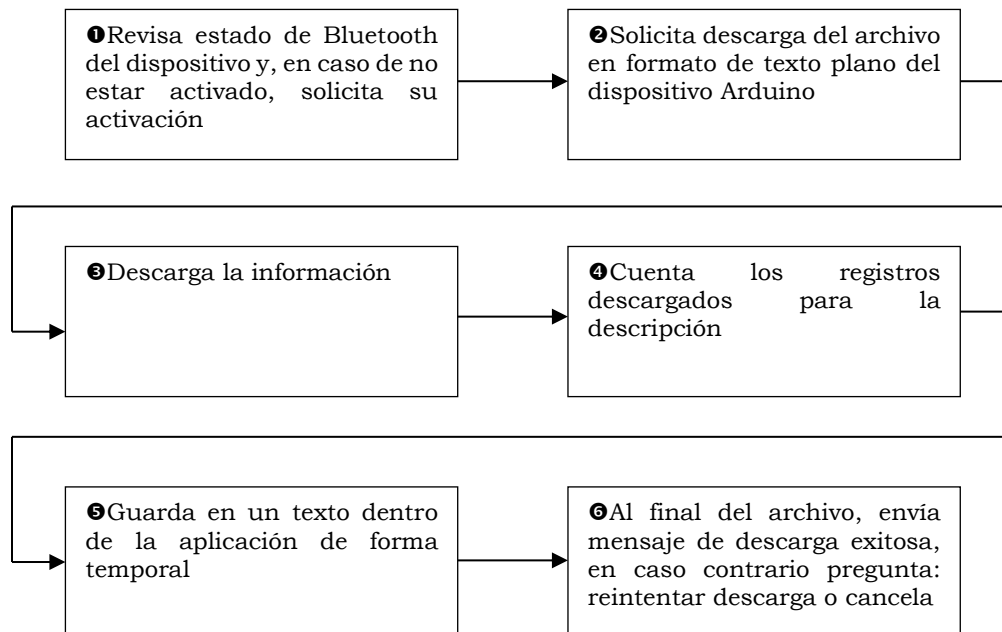 ❶Revisa estado de Bluetooth
del dispositivo y, en caso de no
estar activado, solicita su
activación
❷Solicita descarga del archivo
en formato de texto plano del
dispositivo Arduino
❸Descarga la información
❹Cuenta los registros
descargados para la
descripción
❺Guarda en un texto dentro
de la aplicación de forma
temporal
❻Al final del archivo, envía
mensaje de descarga exitosa,
en caso contrario pregunta:
reintentar descarga o cancela